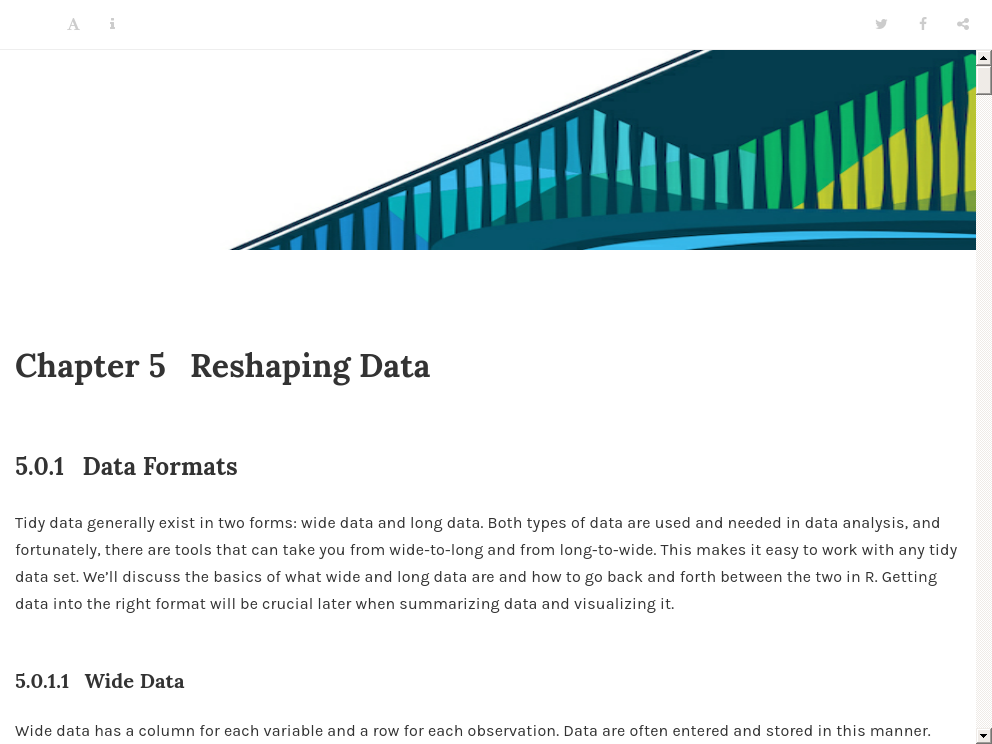 Chapter 5 Reshaping Data
5.0.1 Data Formats
Tidy data generally exist in two forms: wide data and long data. Both types of data are used and needed in data analysis, and
fortunately, there are tools that can take you from wide-to-long and from long-to-wide. This makes it easy to work with any tidy
data set. We’ll discuss the basics of what wide and long data are and how to go back and forth between the two in R. Getting
data into the right format will be crucial later when summarizing data and visualizing it.
5.0.1.1 Wide Data
Wide data has a column for each variable and a row for each observation. Data are often entered and stored in this manner.